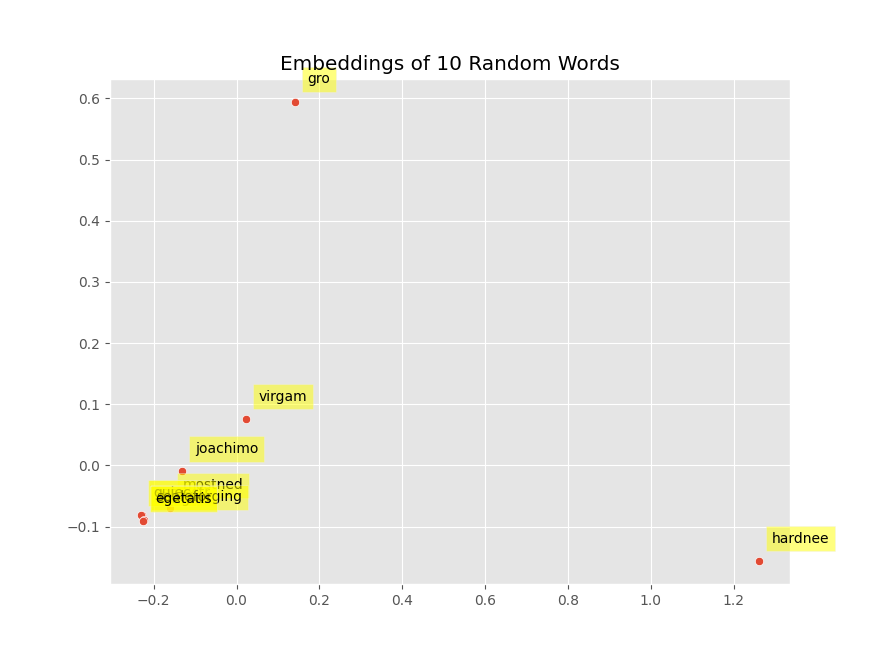 Embeddings of 10 Random Words
gro
0.6
0.5
0.4
0.3
0.2
virgam
0.1
joachimo
0.0
mostned
egetatis
−0.1
hardnee
−0.2
0.0
0.2
0.4
0.6
0.8
1.0
1.2